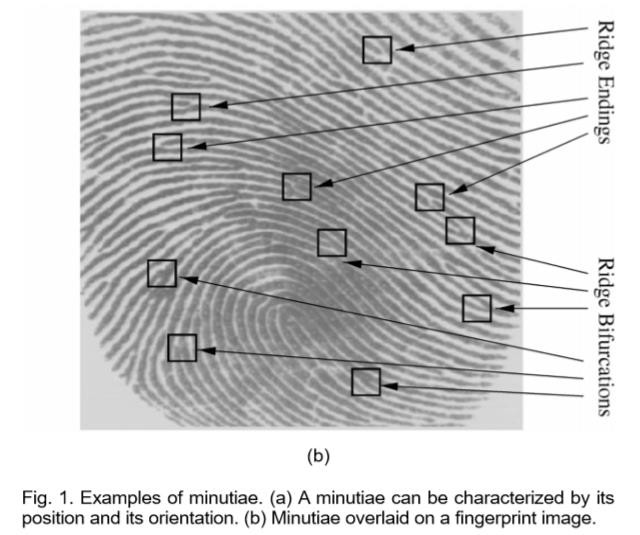 Ridge Endings
Ridge Bifurcations
(b)
Fig. 1. Examples of minutiae. (a) A minutiae can be characterized by its
position and its orientation. (b) Minutiae overlaid on a fingerprint image.